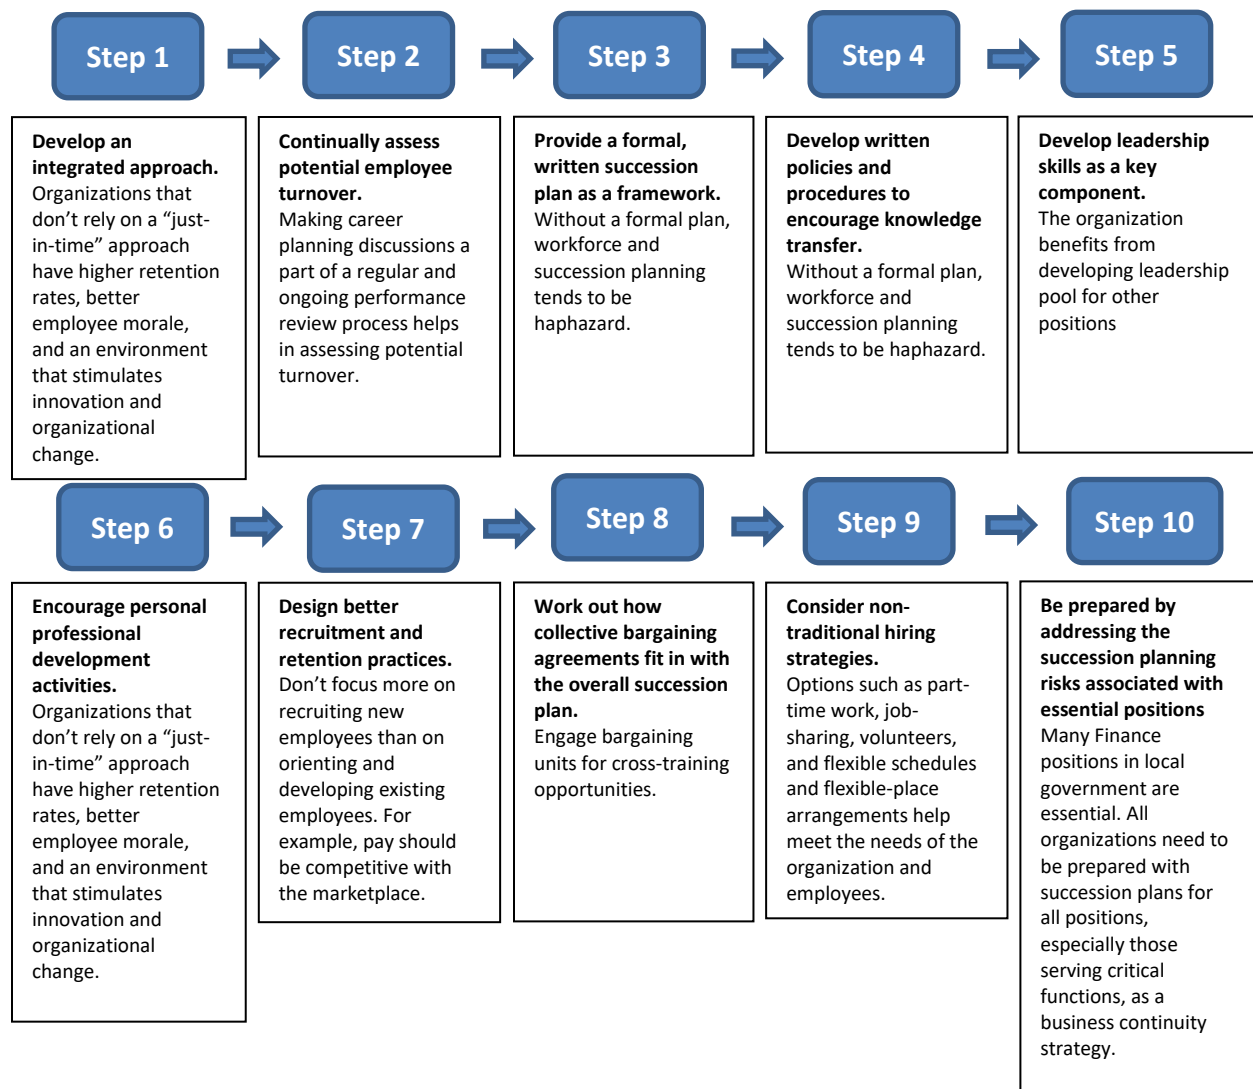 Step 1
Step 2
Step 3
Step 4
Step 5
Develop an
integrated approach.
Organizations that
don’t rely on a “just-
in-time” approach
have higher retention
rates, better
employee morale,
and an environment
that stimulates
innovation and
organizational
change.
Continually assess
potential employee
turnover.
Making career
planning discussions a
part of a regular and
ongoing performance
review process helps
in assessing potential
turnover.
Provide a formal,
written succession
plan as a framework.
Without a formal plan,
workforce and
succession planning
tends to be
haphazard.
Develop written
policies and
procedures to
encourage knowledge
transfer.
Without a formal plan,
workforce and
succession planning
tends to be haphazard.
Develop leadership
skills as a key
component.
The organization
benefits from
developing leadership
pool for other
positions
Step 6
Step 7
Step 8
Step 9
Step 10
Encourage personal
professional
development
activities.
Organizations that
don’t rely on a “just-
in-time” approach
have higher retention
rates, better
employee morale,
and an environment
that stimulates
innovation and
organizational
change.
Design better
recruitment and
retention practices.
Don’t focus more on
recruiting new
employees than on
orienting and
developing existing
employees. For
example, pay should
be competitive with
the marketplace.
Work out how
collective bargaining
agreements fit in with
the overall succession
plan.
Engage bargaining
units for cross-training
opportunities.
Consider non-
traditional hiring
strategies.
Options such as part-
time work, job-
sharing, volunteers,
and flexible schedules
and flexible-place
arrangements help
meet the needs of the
organization and
employees.
Be prepared by
addressing the
succession planning
risks associated with
essential positions
Many Finance
positions in local
government are
essential. All
organizations need to
be prepared with
succession plans for
all positions,
especially those
serving critical
functions, as a
business continuity
strategy.